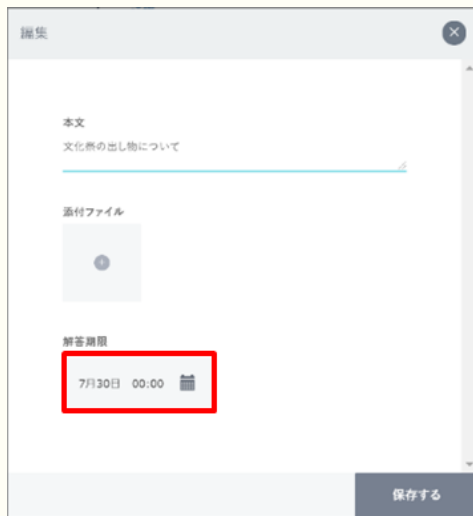 編集
本文
文化祭の出し物について
添付ファイル
解答期限
7月30日 00:00
保存する